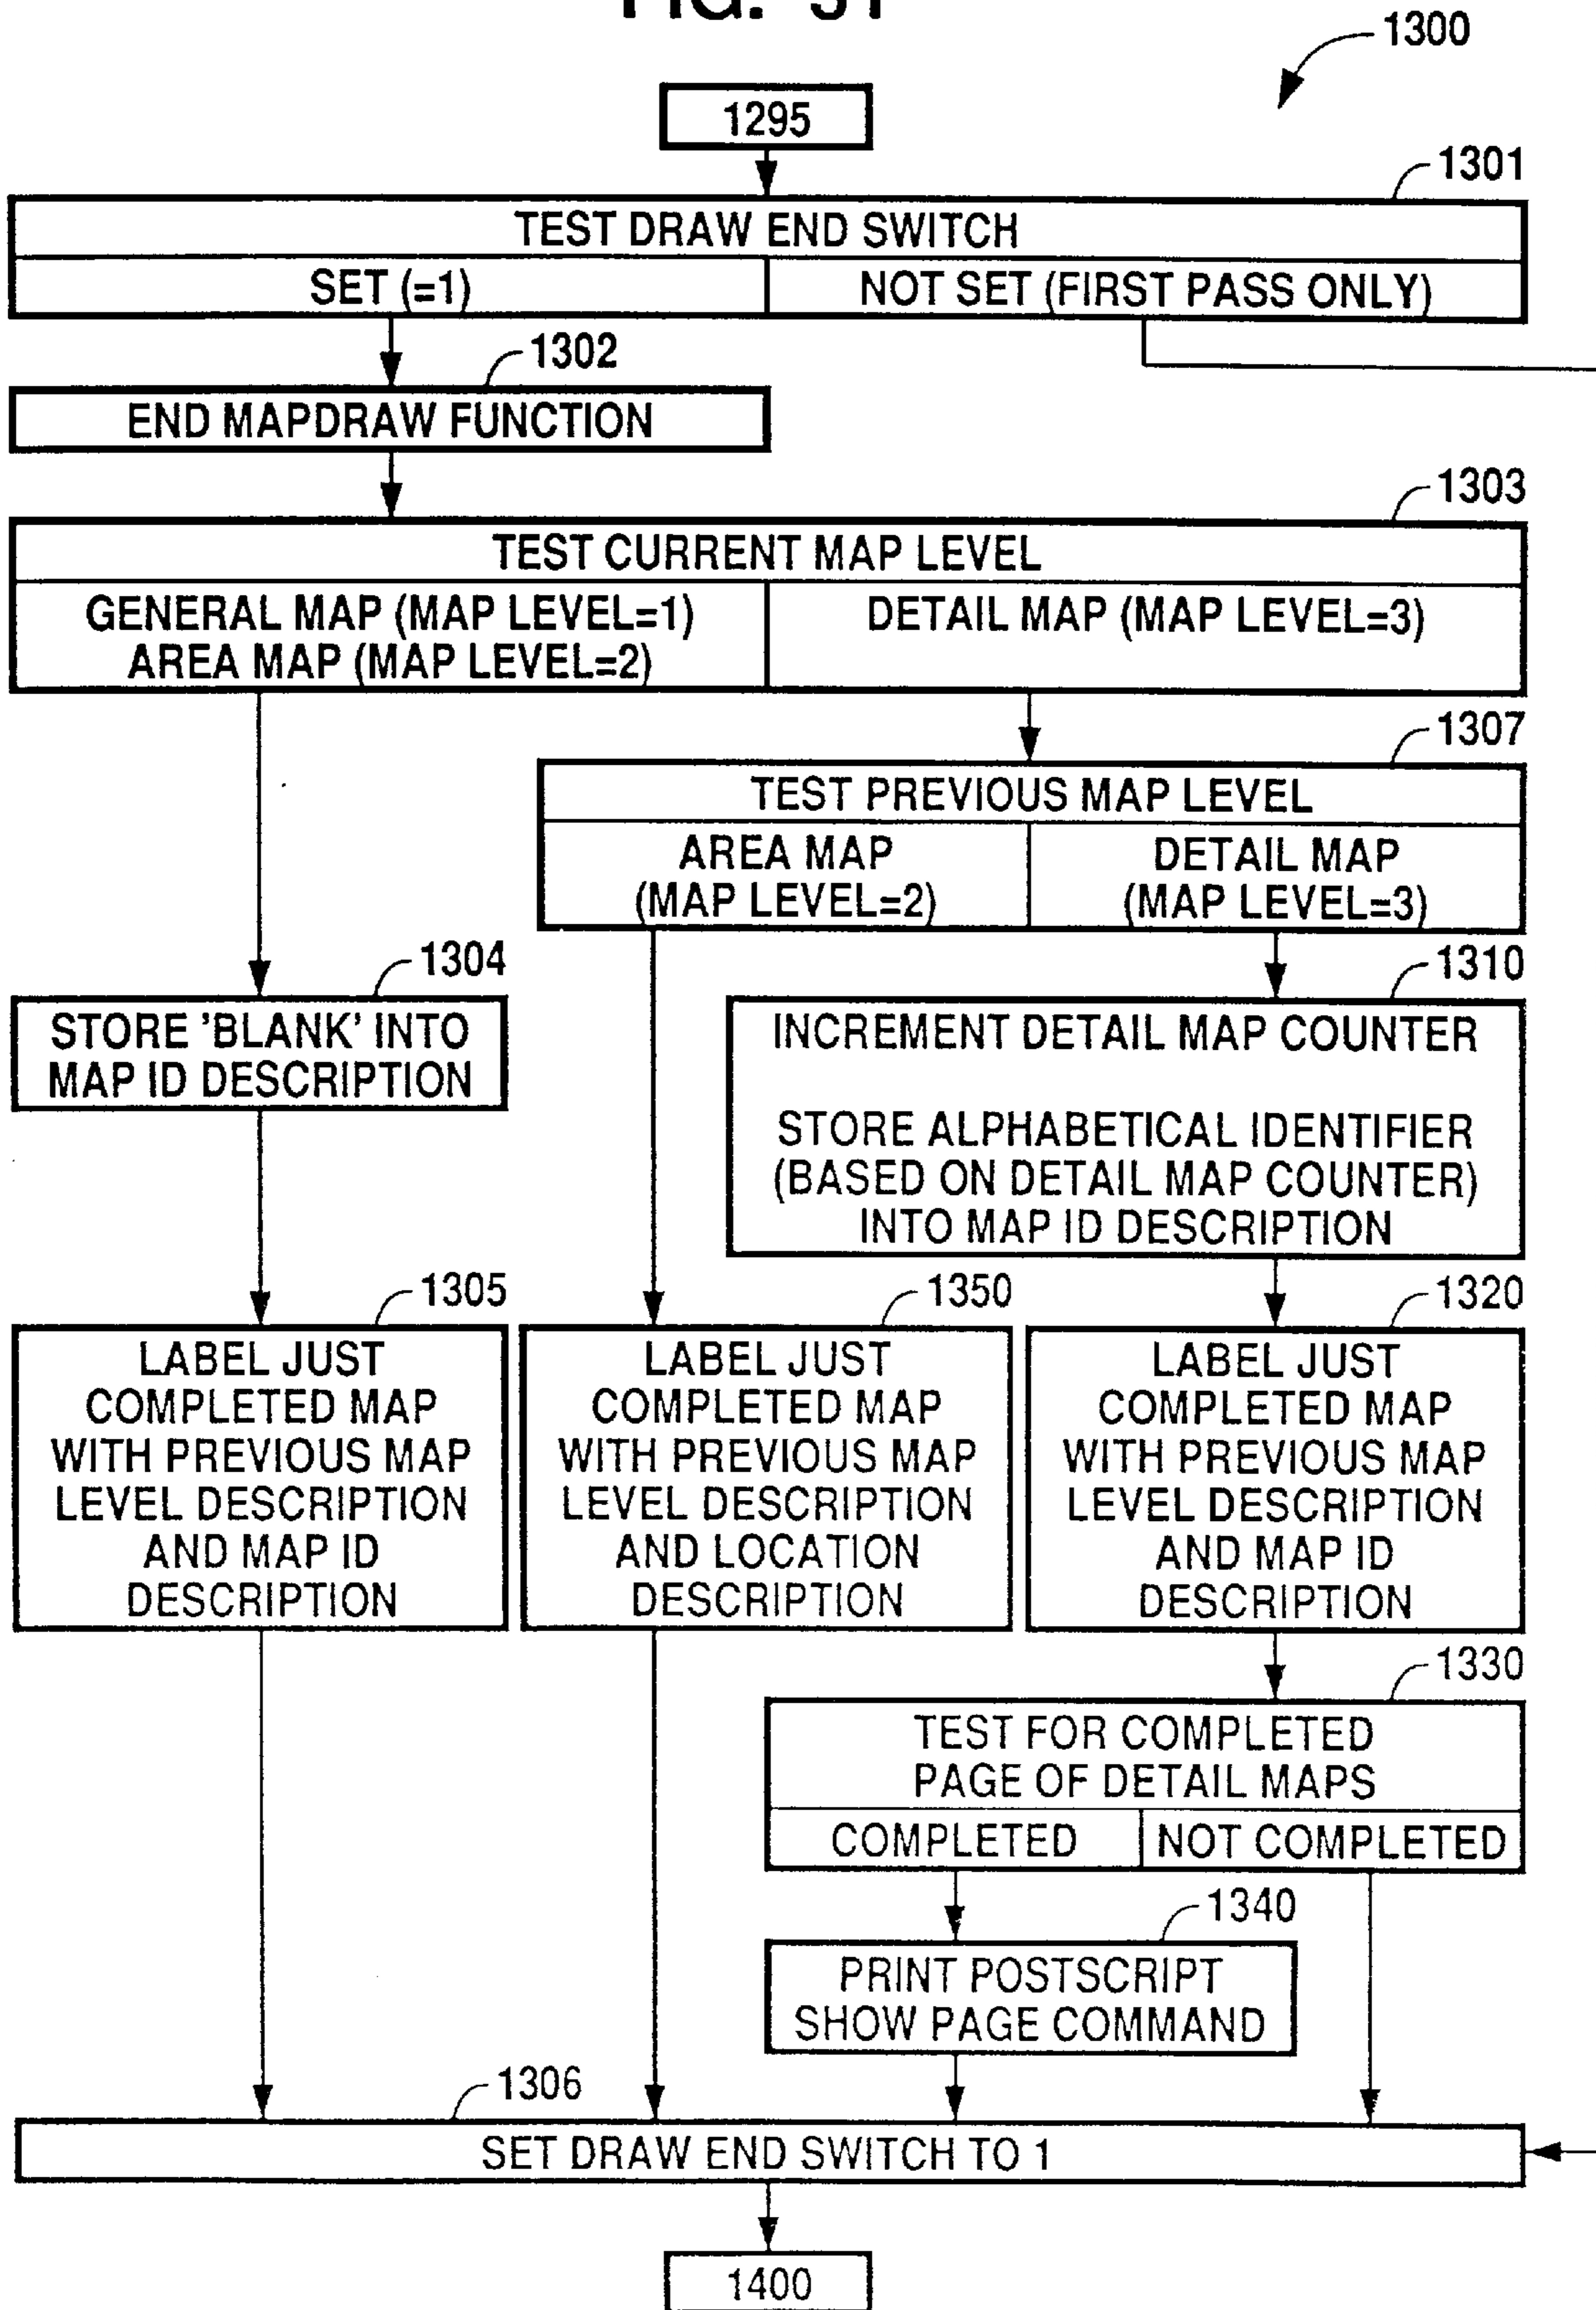 FIG. 31
1300
1295
1301
TEST DRAW END SWITCH
SET (=1)
NOT SET (FIRST PASS ONLY)
1302
END MAPDRAW FUNCTION
1303
TEST CURRENT MAP LEVEL
GENERAL MAP (MAP LEVEL=1)
AREA MAP (MAP LEVEL=2)
DETAIL MAP (MAP LEVEL=3)
1307
TEST PREVIOUS MAP LEVEL
AREA MAP
(MAP LEVEL=2)
DETAIL MAP
(MAP LEVEL=3)
1304
STORE 'BLANK' INTO
MAP ID DESCRIPTION
1310
INCREMENT DETAIL MAP COUNTER
STORE ALPHABETICAL IDENTIFIER
(BASED ON DETAIL MAP COUNTER)
INTO MAP ID DESCRIPTION
1305
LABEL JUST
COMPLETED MAP
WITH PREVIOUS MAP
LEVEL DESCRIPTION
AND MAP ID
DESCRIPTION
1350
LABEL JUST
COMPLETED MAP
WITH PREVIOUS MAP
LEVEL DESCRIPTION
AND LOCATION
DESCRIPTION
1320
LABEL JUST
COMPLETED MAP
WITH PREVIOUS MAP
LEVEL DESCRIPTION
AND MAP ID
DESCRIPTION
1330
TEST FOR COMPLETED
PAGE OF DETAIL MAPS
COMPLETED
NOT COMPLETED
1340
PRINT POSTSCRIPT
SHOW PAGE COMMAND
1306
SET DRAW END SWITCH TO 1
1400